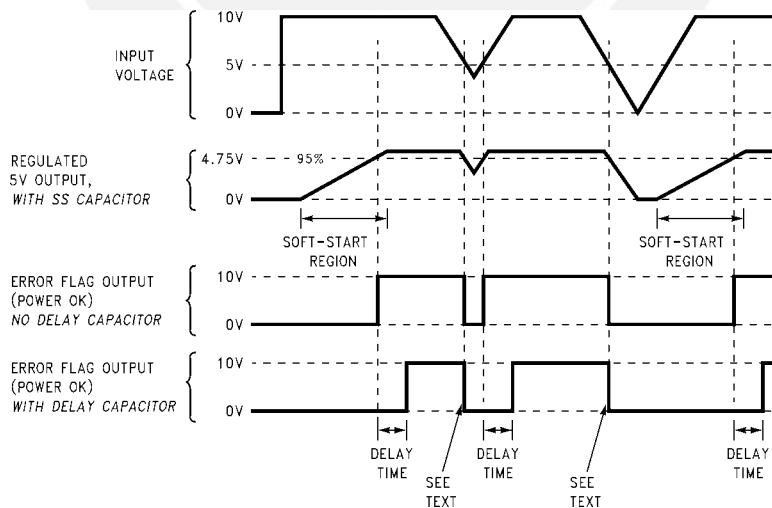 10V
INPUT
VOLTAGE
5V
0V
REGULATED
5V OUTPUT,
WITH SS CAPACITOR
4.75V
95%
0V
SOFT-START
REGION
SOFT-START
REGION
ERROR FLAG OUTPUT
(POWER OK)
NO DELAY CAPACITOR
10V
0V
ERROR FLAG OUTPUT
(POWER OK)
WITH DELAY CAPACITOR
10V
0V
DELAY
TIME
SEE
TEXT
DELAY
TIME
SEE
TEXT
DELAY
TIME